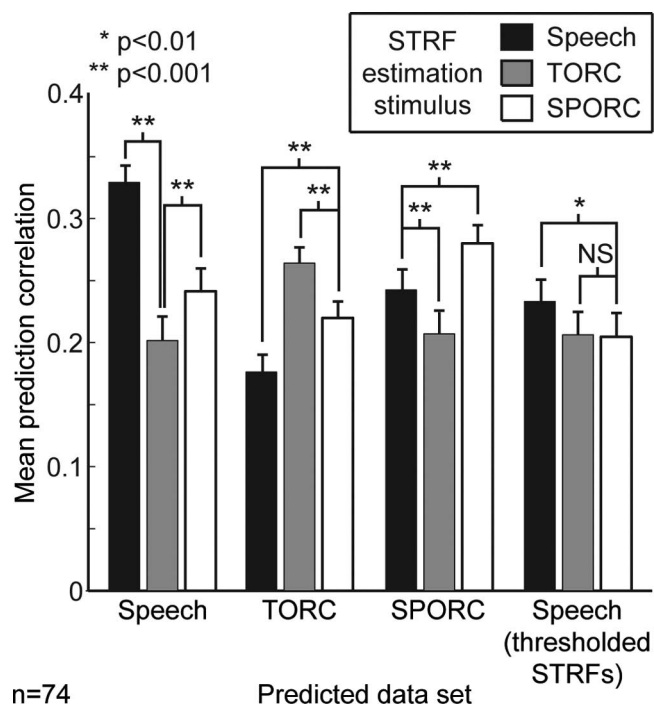 * p<0.01
** p<0.001
STRF
estimation
stimulus
Speech
TORC
SPORC
Mean prediction correlation
0.4
0.3
0.2
0.1
0
**
**
**
**
**
**
*
NS
Speech
TORC
SPORC
Speech
(thresholded
STRFs)
n=74
Predicted data set